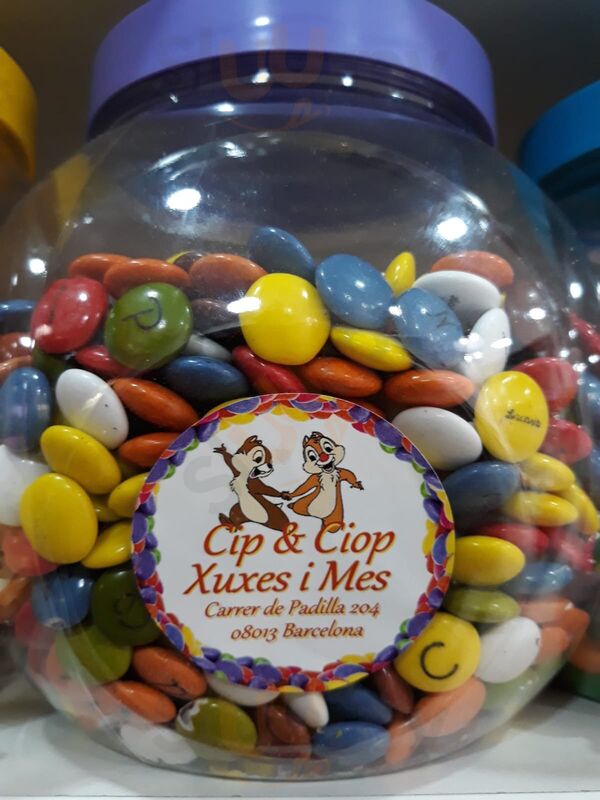 Cip & Ciop
Xuxes i Mes
Carrer de Padilla 204
08013 Barcelona
P
N
C